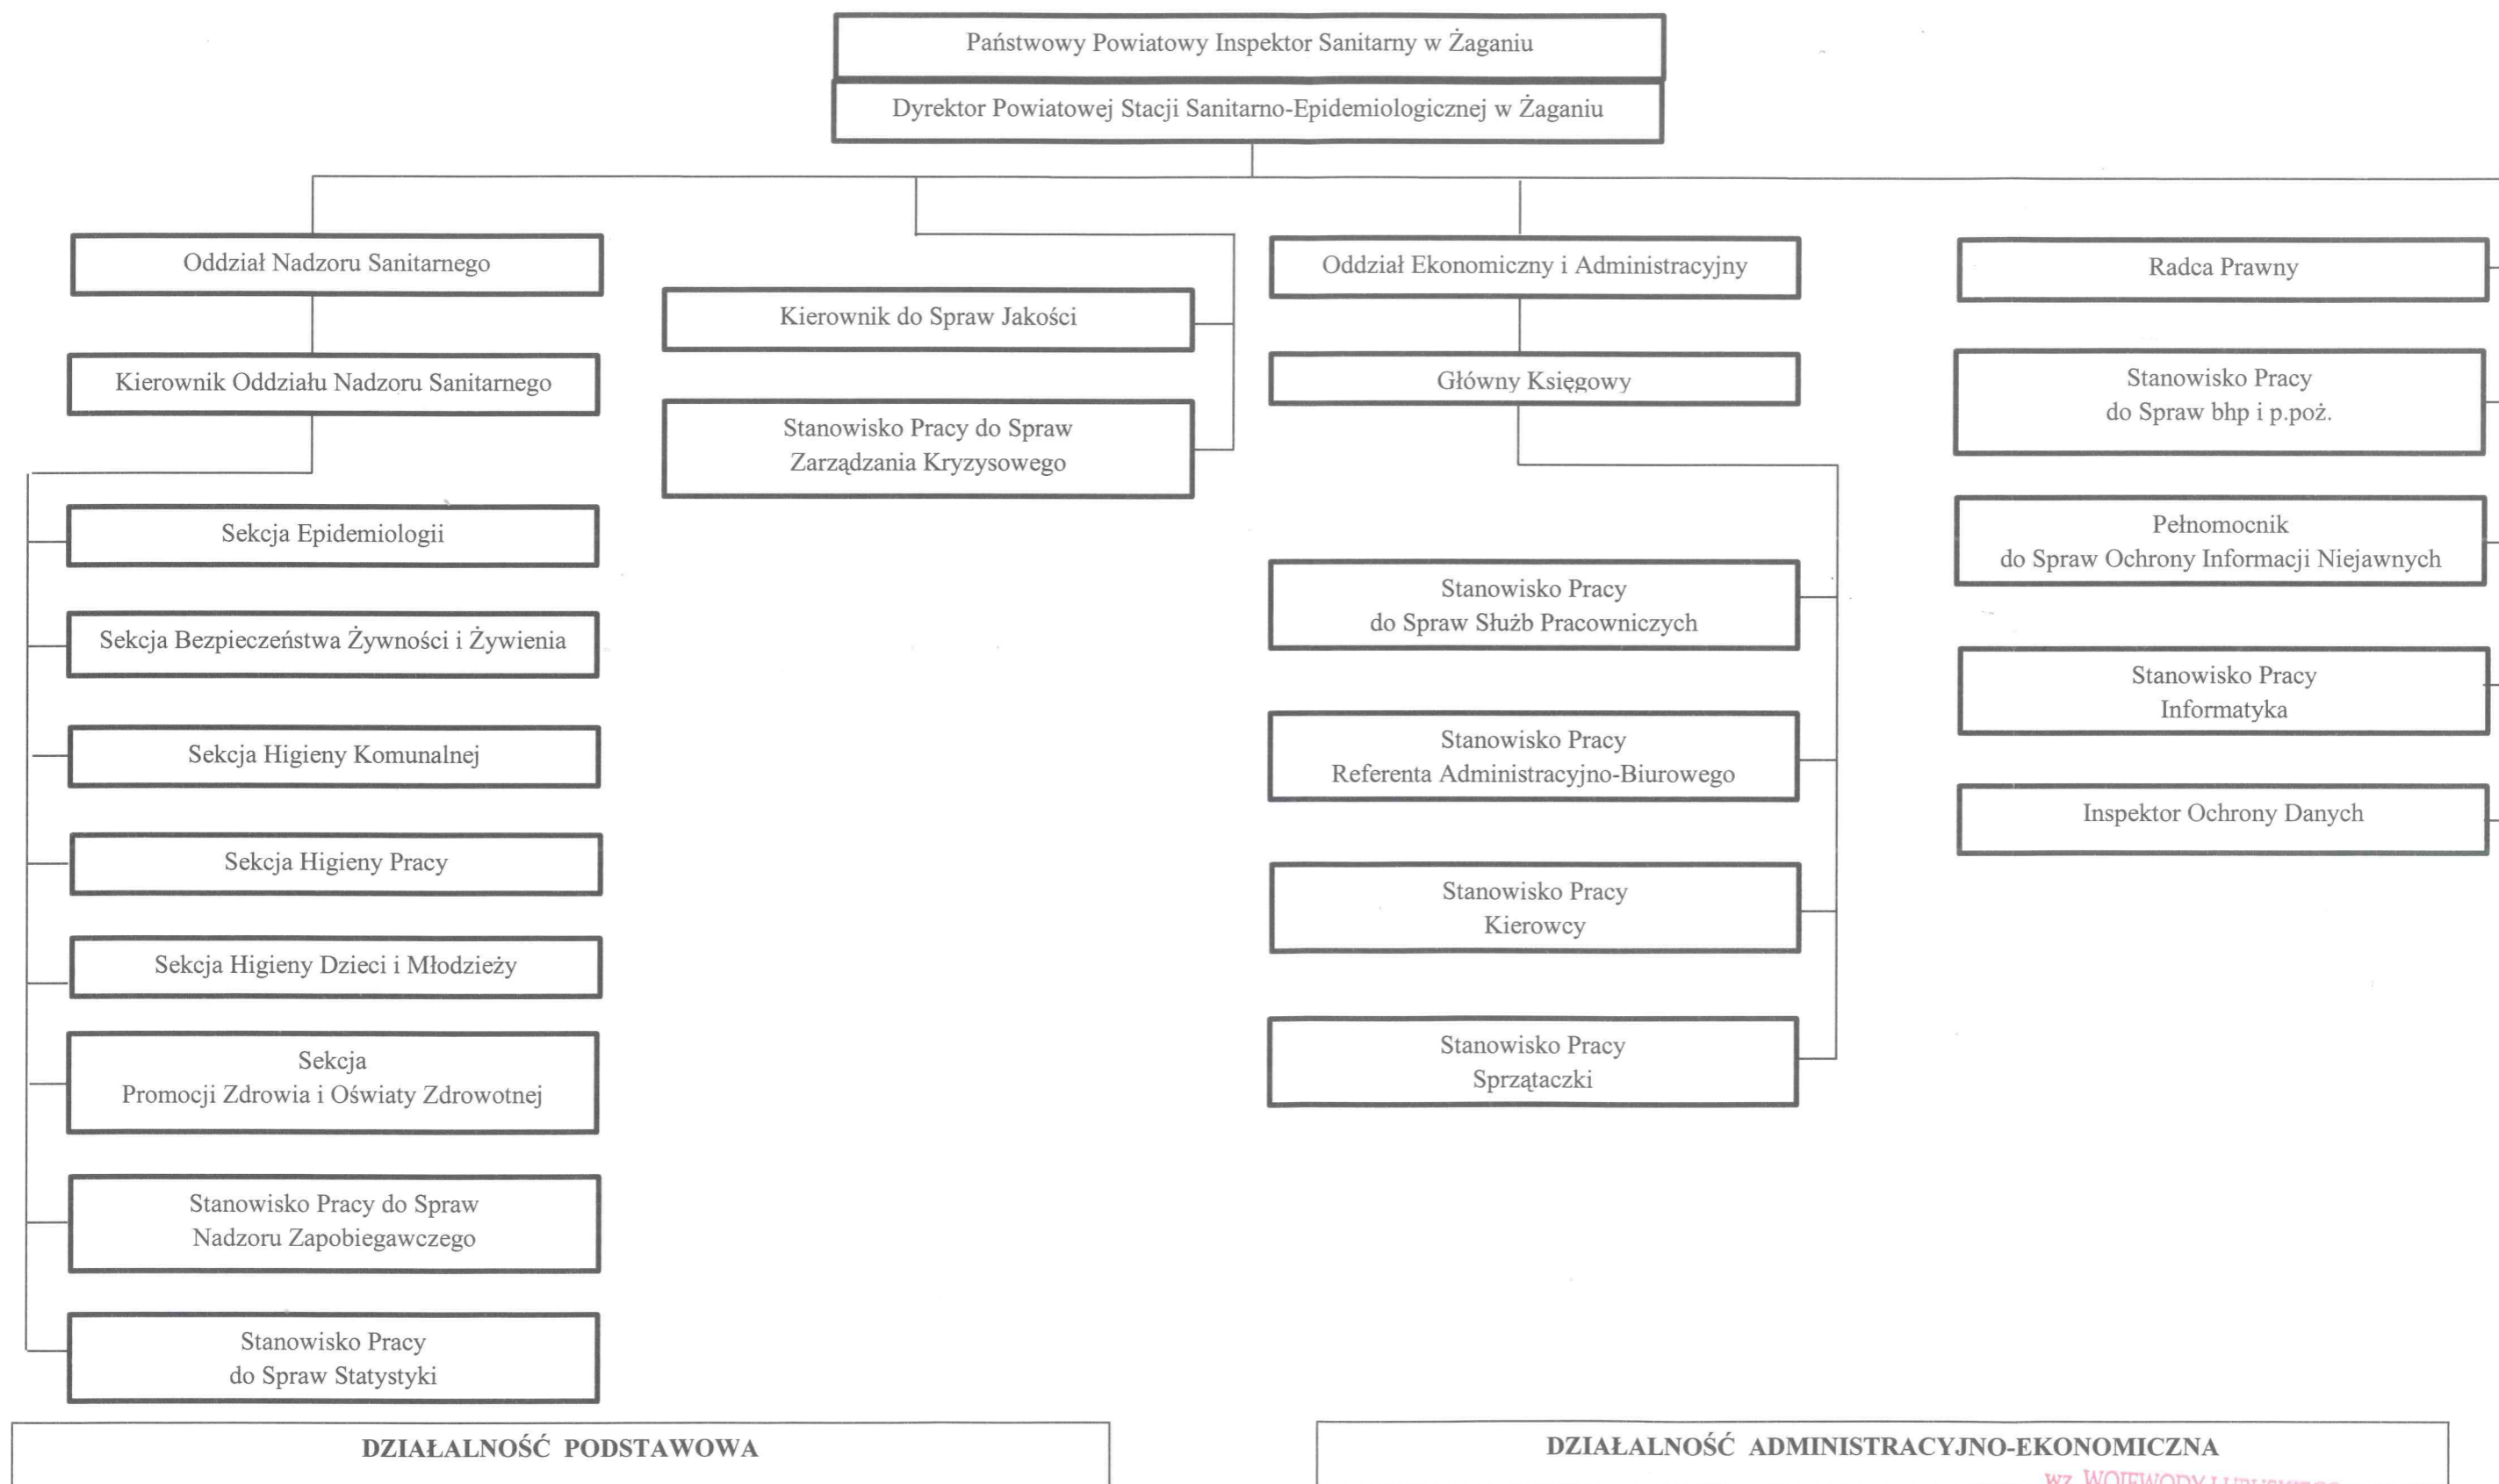 Państwowy Powiatowy Inspektor Sanitarny w Żaganiu
Dyrektor Powiatowej Stacji Sanitarno-Epidemiologicznej w Żaganiu
Oddział Nadzoru Sanitarnego
Kierownik Oddziału Nadzoru Sanitarnego
Sekcja Epidemiologii
Sekcja Bezpieczeństwa Żywności i Żywienia
Sekcja Higieny Komunalnej
Sekcja Higieny Pracy
Sekcja Higieny Dzieci i Młodzieży
Sekcja
Promocji Zdrowia i Oświaty Zdrowotnej
Stanowisko Pracy do Spraw
Nadzoru Zapobiegawczego
Stanowisko Pracy
do Spraw Statystyki
Kierownik do Spraw Jakości
Stanowisko Pracy do Spraw
Zarządzania Kryzysowego
Oddział Ekonomiczny i Administracyjny
Główny Księgowy
Stanowisko Pracy
do Spraw Służb Pracowniczych
Stanowisko Pracy
Referenta Administracyjno-Biurowego
Stanowisko Pracy
Kierowcy
Stanowisko Pracy
Sprzątaczki
Radca Prawny
Stanowisko Pracy
do Spraw bhp i p.poż.
Pełnomocnik
do Spraw Ochrony Informacji Niejawnych
Stanowisko Pracy
Informatyka
Inspektor Ochrony Danych
DZIAŁALNOŚĆ PODSTAWOWA
DZIAŁALNOŚĆ ADMINISTRACYJNO-EKONOMICZNA
wz. WOJEWODY